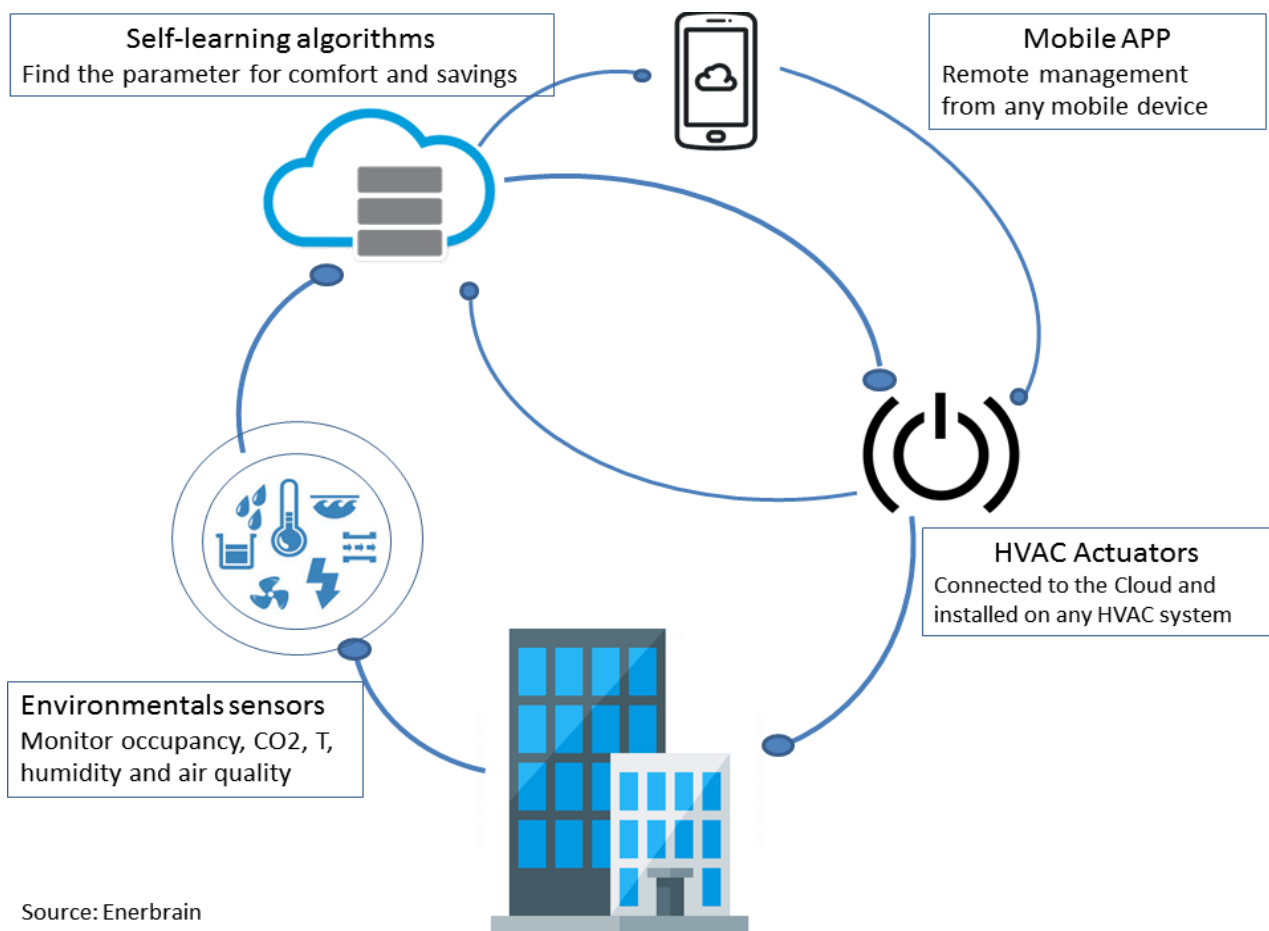 Self-learning algorithms
Find the parameter for comfort and savings
Mobile APP
Remote management
from any mobile device
HVAC Actuators
Connected to the Cloud and
installed on any HVAC system
Environmentals sensors
Monitor occupancy, CO2, T,
humidity and air quality
Source: Enerbrain